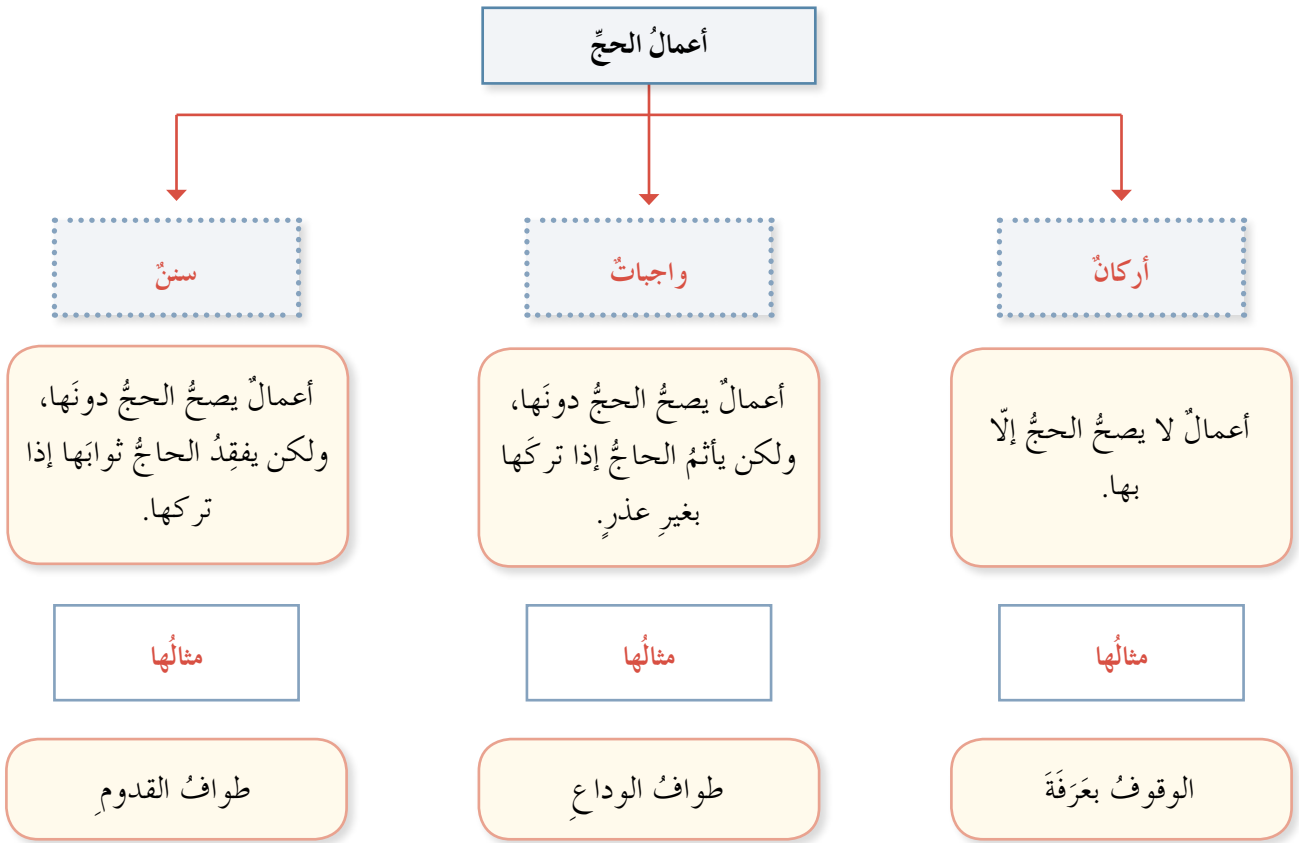 أعمالُ الحجِّ
أركانٌ
واجباتٌ
سننٌ
أعمالٌ لا يصحُّ الحجُّ إلّا
بها.
أعمالٌ يصحُّ الحجُّ دونَها،
ولكن يأثمُ الحاجُّ إذا تركَها
بغيرِ عذرٍ.
أعمالٌ يصحُّ الحجُّ دونَها،
ولكن يفقِدُ الحاجُّ ثوابَها إذا
تركها.
مثالُها
مثالُها
مثالُها
الوقوفُ بعَرَفَةَ
طوافُ الوداعِ
طوافُ القدومِ